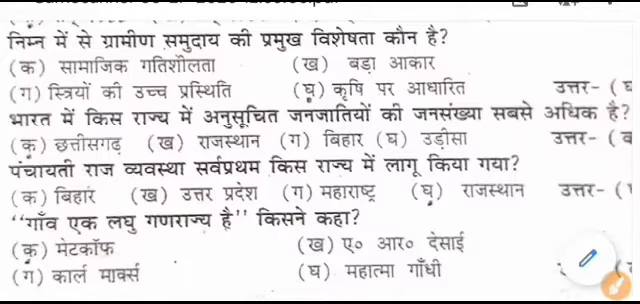 निम्न में से ग्रामीण समुदाय की प्रमुख विशेषता कौन है?
(क) सामाजिक गतिशीलता (ख) बड़ा आकार
(ग) स्त्रियों की उच्च प्रस्थिति (घ) कृषि पर आधारित उत्तर- (घ
भारत में किस राज्य में अनुसूचित जनजातियों की जनसंख्या सबसे अधिक है?
(क) छत्तीसगढ़ (ख) राजस्थान (ग) बिहार (घ) उड़ीसा उत्तर- (क
पंचायती राज व्यवस्था सर्वप्रथम किस राज्य में लागू किया गया?
(क) बिहार (ख) उत्तर प्रदेश (ग) महाराष्ट्र (घ) राजस्थान उत्तर- (
"गाँव एक लघु गणराज्य है" किसने कहा?
(क) मेटकॉफ (ख) ए० आर० देसाई
(ग) कार्ल मार्क्स (घ) महात्मा गाँधी